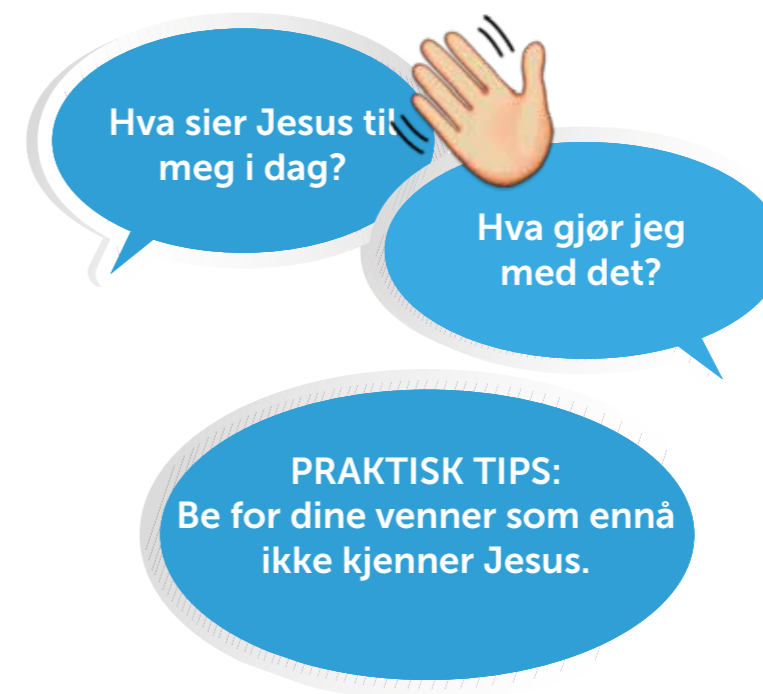 Hva sier Jesus til
meg i dag?
Hva gjør jeg
med det?
PRAKTISK TIPS:
Be for dine venner som ennå
ikke kjenner Jesus.